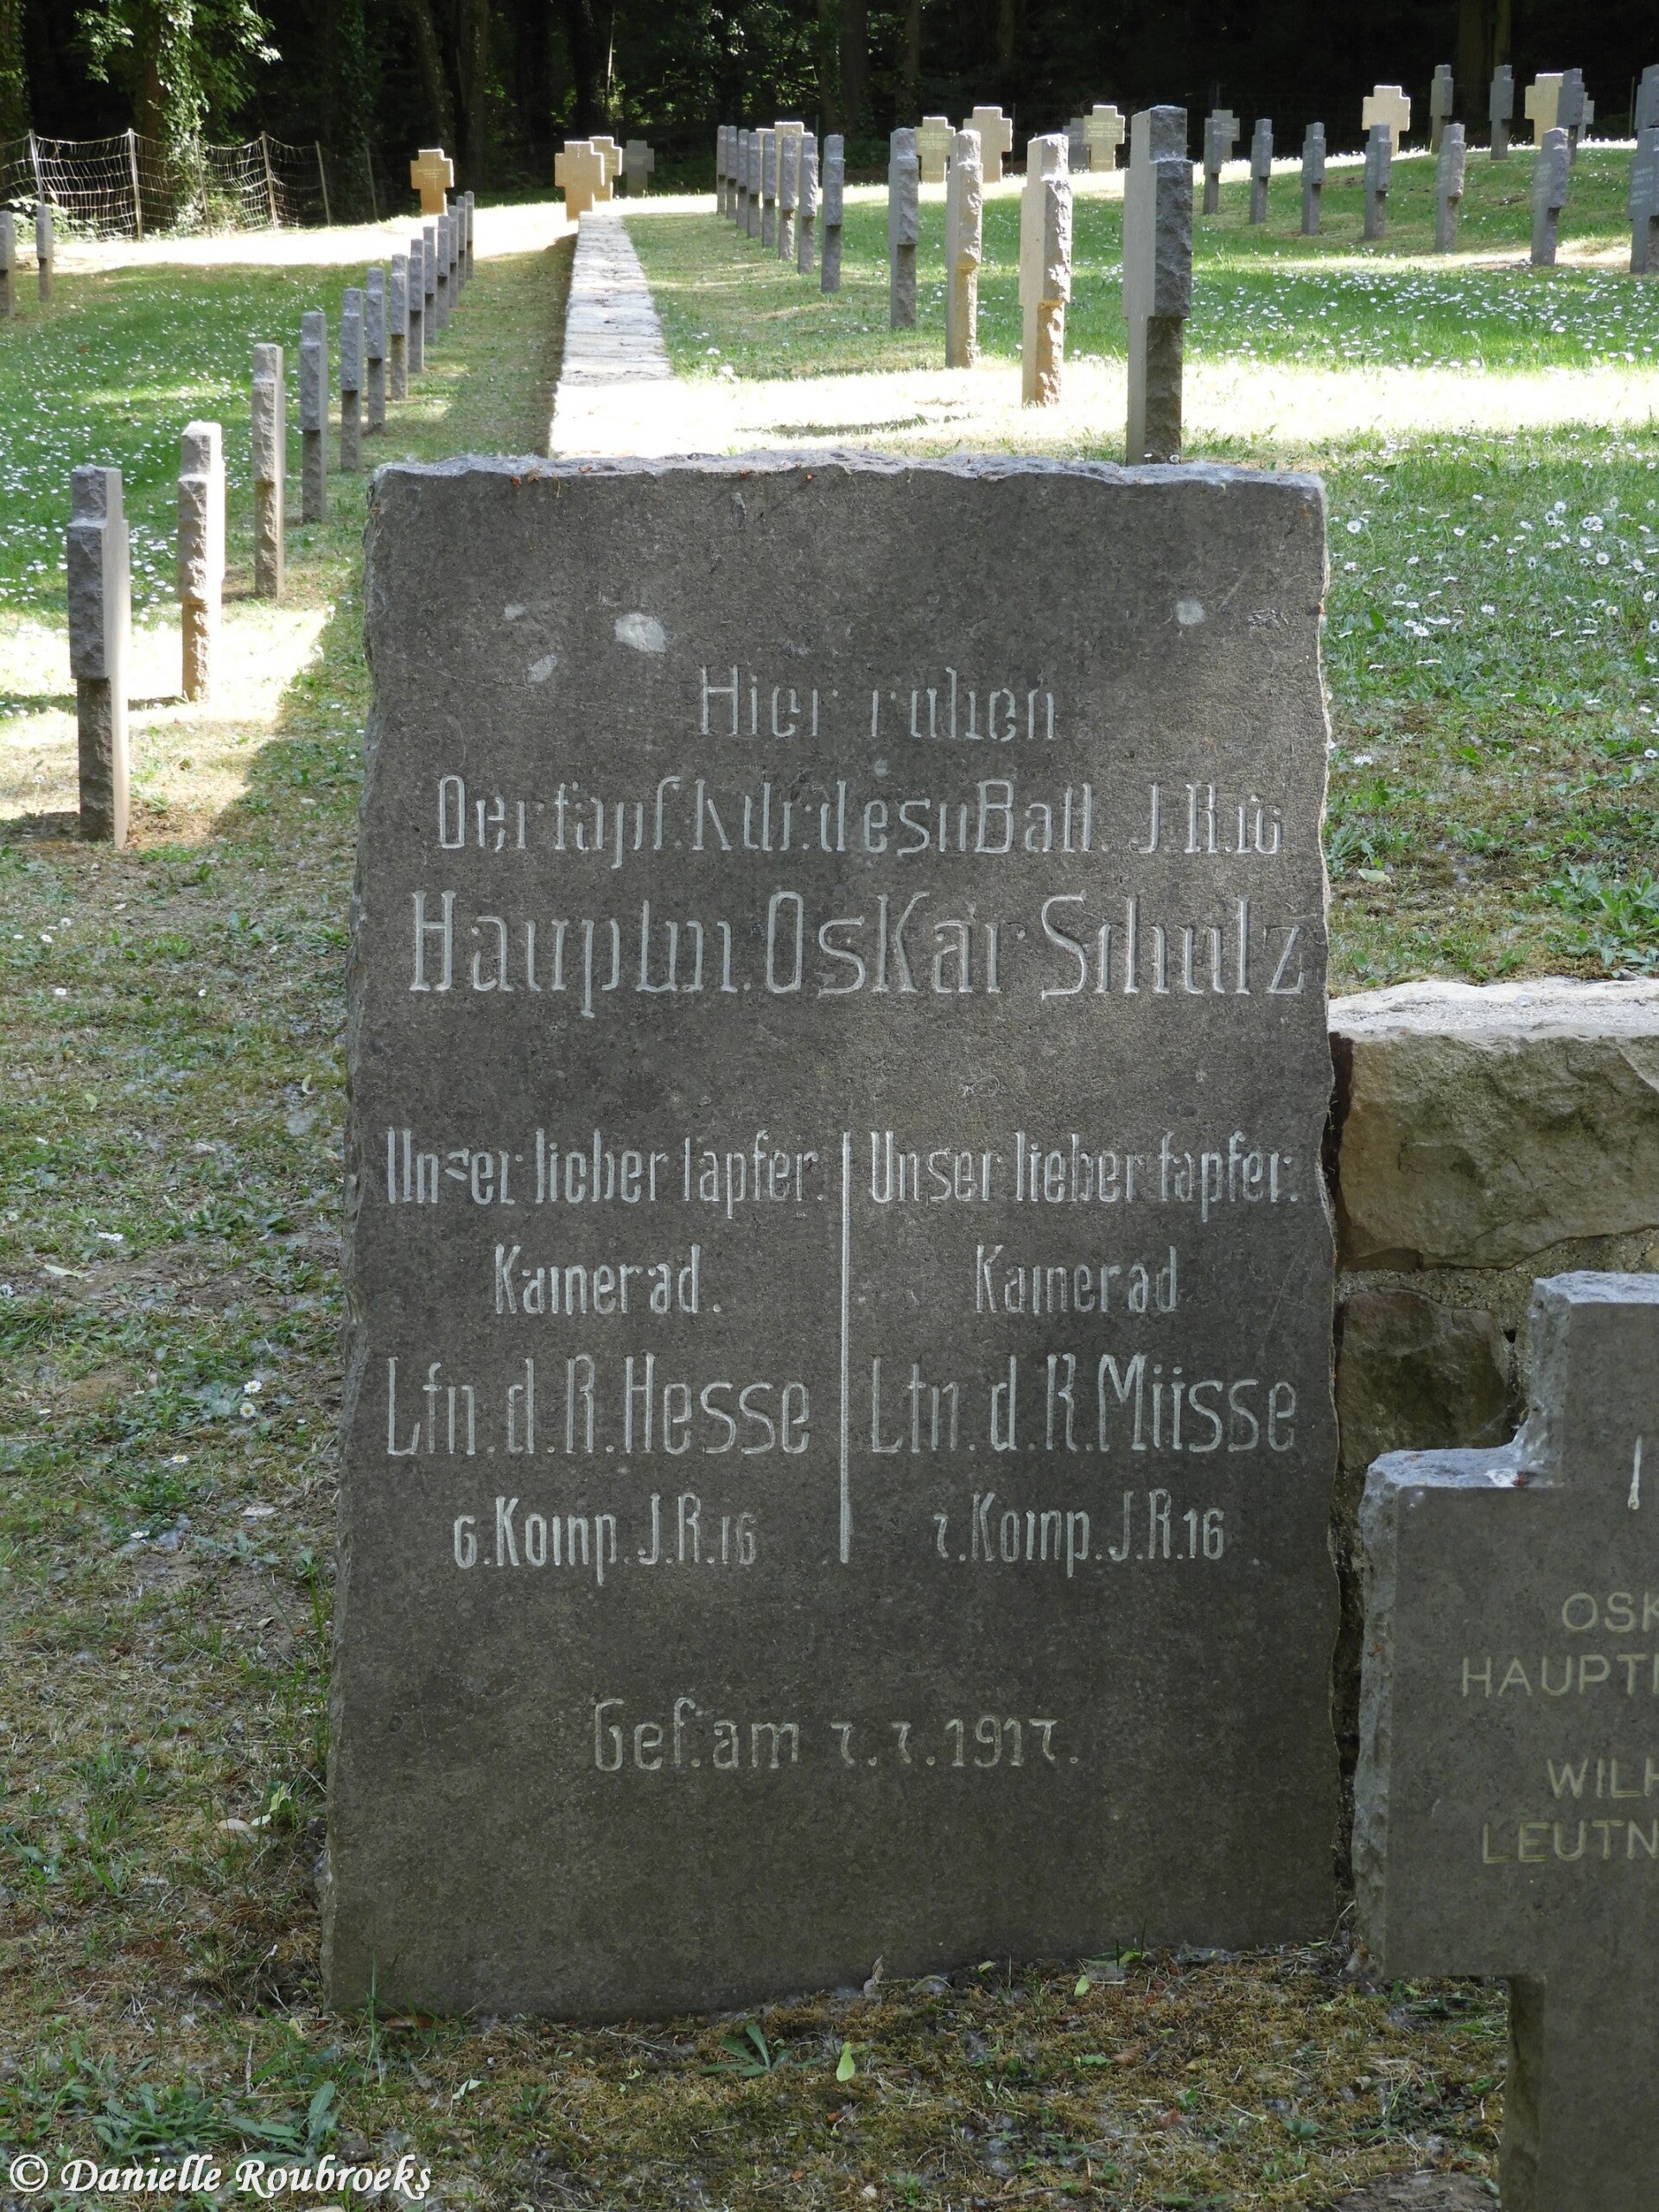 Hier ruhen
Der tapf. Kdr. des II Batl. J.R.16
Hauptm. Oskar Schulz
Unser lieber tapfer.
Kamerad.
Ltn. d. R. Hesse
6. Komp. J.R.16
Unser lieber tapfer.
Kamerad
Ltn. d. R. Müsse
7. Komp. J.R.16.
Gef. am 7.7.1917.
OSK
HAUPT
WILH
LEUTN
© Danielle Roubroeks